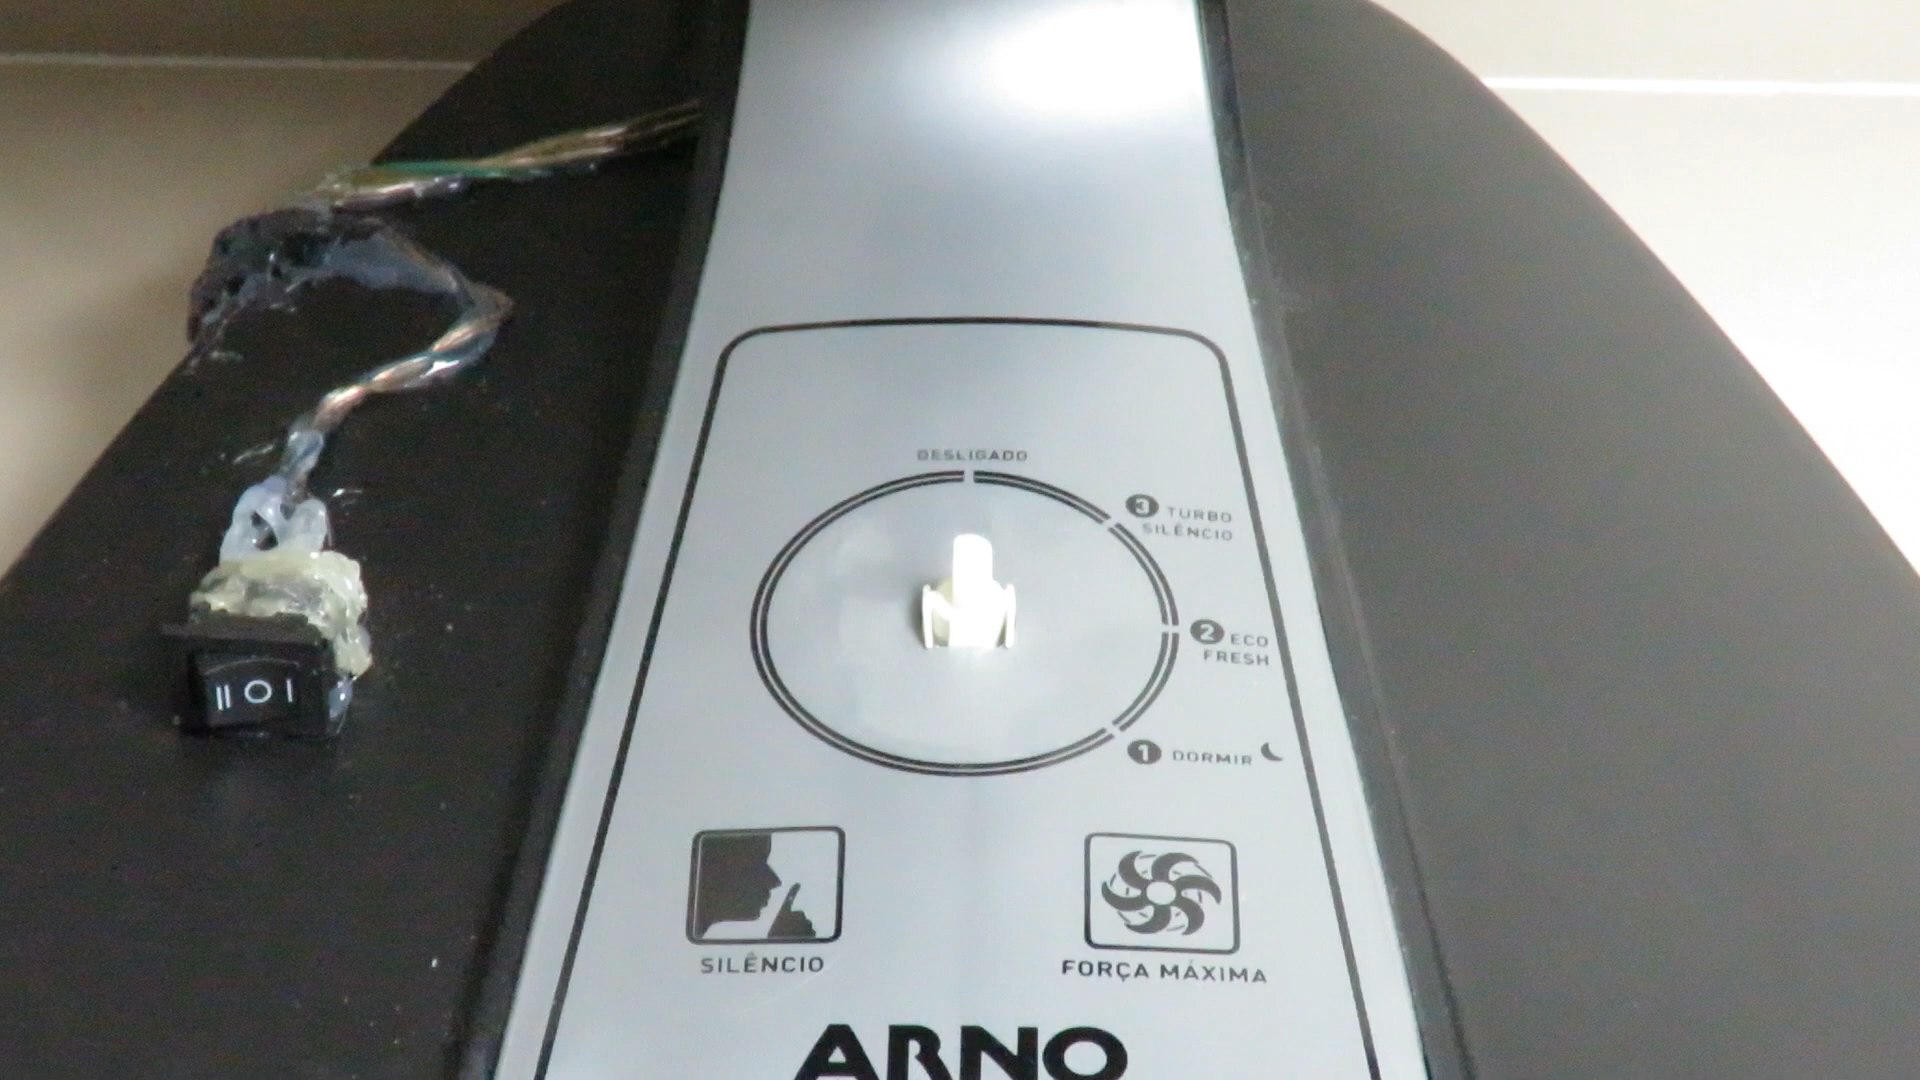 DESLIGADO
3 TURBO
SILÊNCIO
2 ECO
FRESH
1 DORMIR
II O I
SILÊNCIO
FORÇA MÁXIMA
ARNO